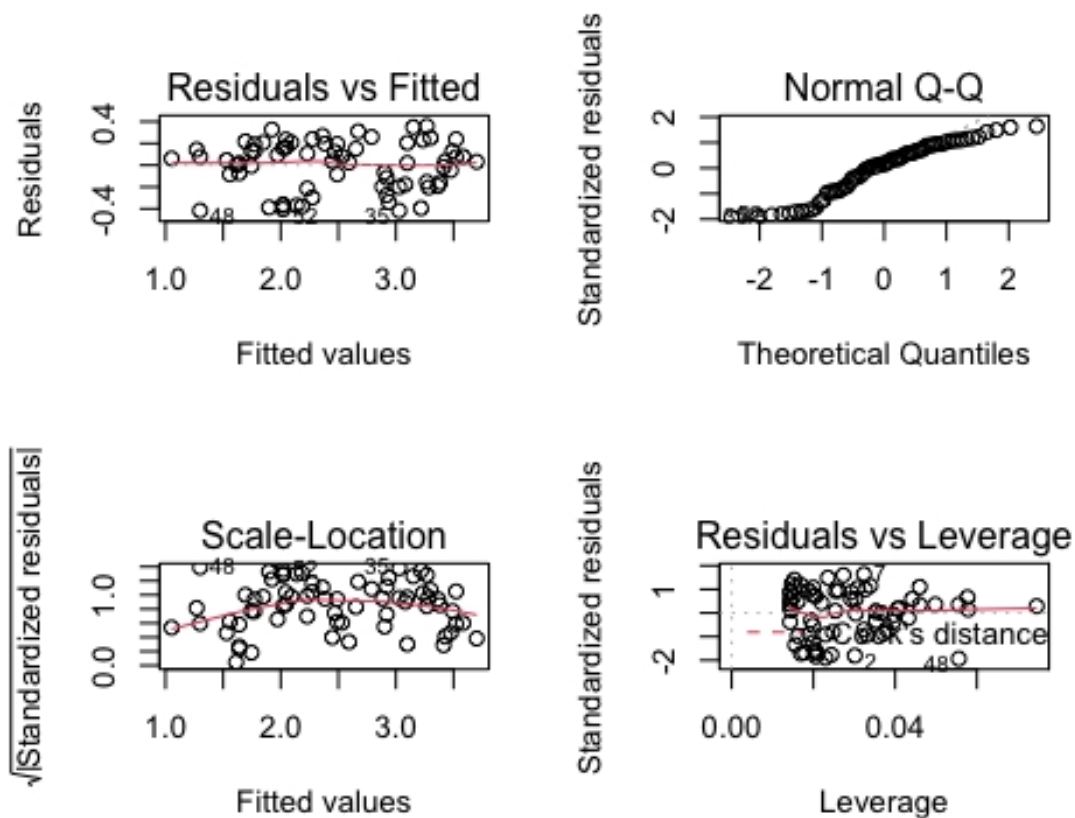 Residuals vs Fitted
Residuals
0.4
-0.4
48
35
1.0 2.0 3.0
Fitted values
Normal Q-Q
Standardized residuals
2
0
-2
-2 -1 0 1 2
Theoretical Quantiles
Scale-Location
√|Standardized residuals|
1.0
0.0
48
35
1.0 2.0 3.0
Fitted values
Residuals vs Leverage
Standardized residuals
1
-2
Cook's distance
2
48
0.00 0.04
Leverage